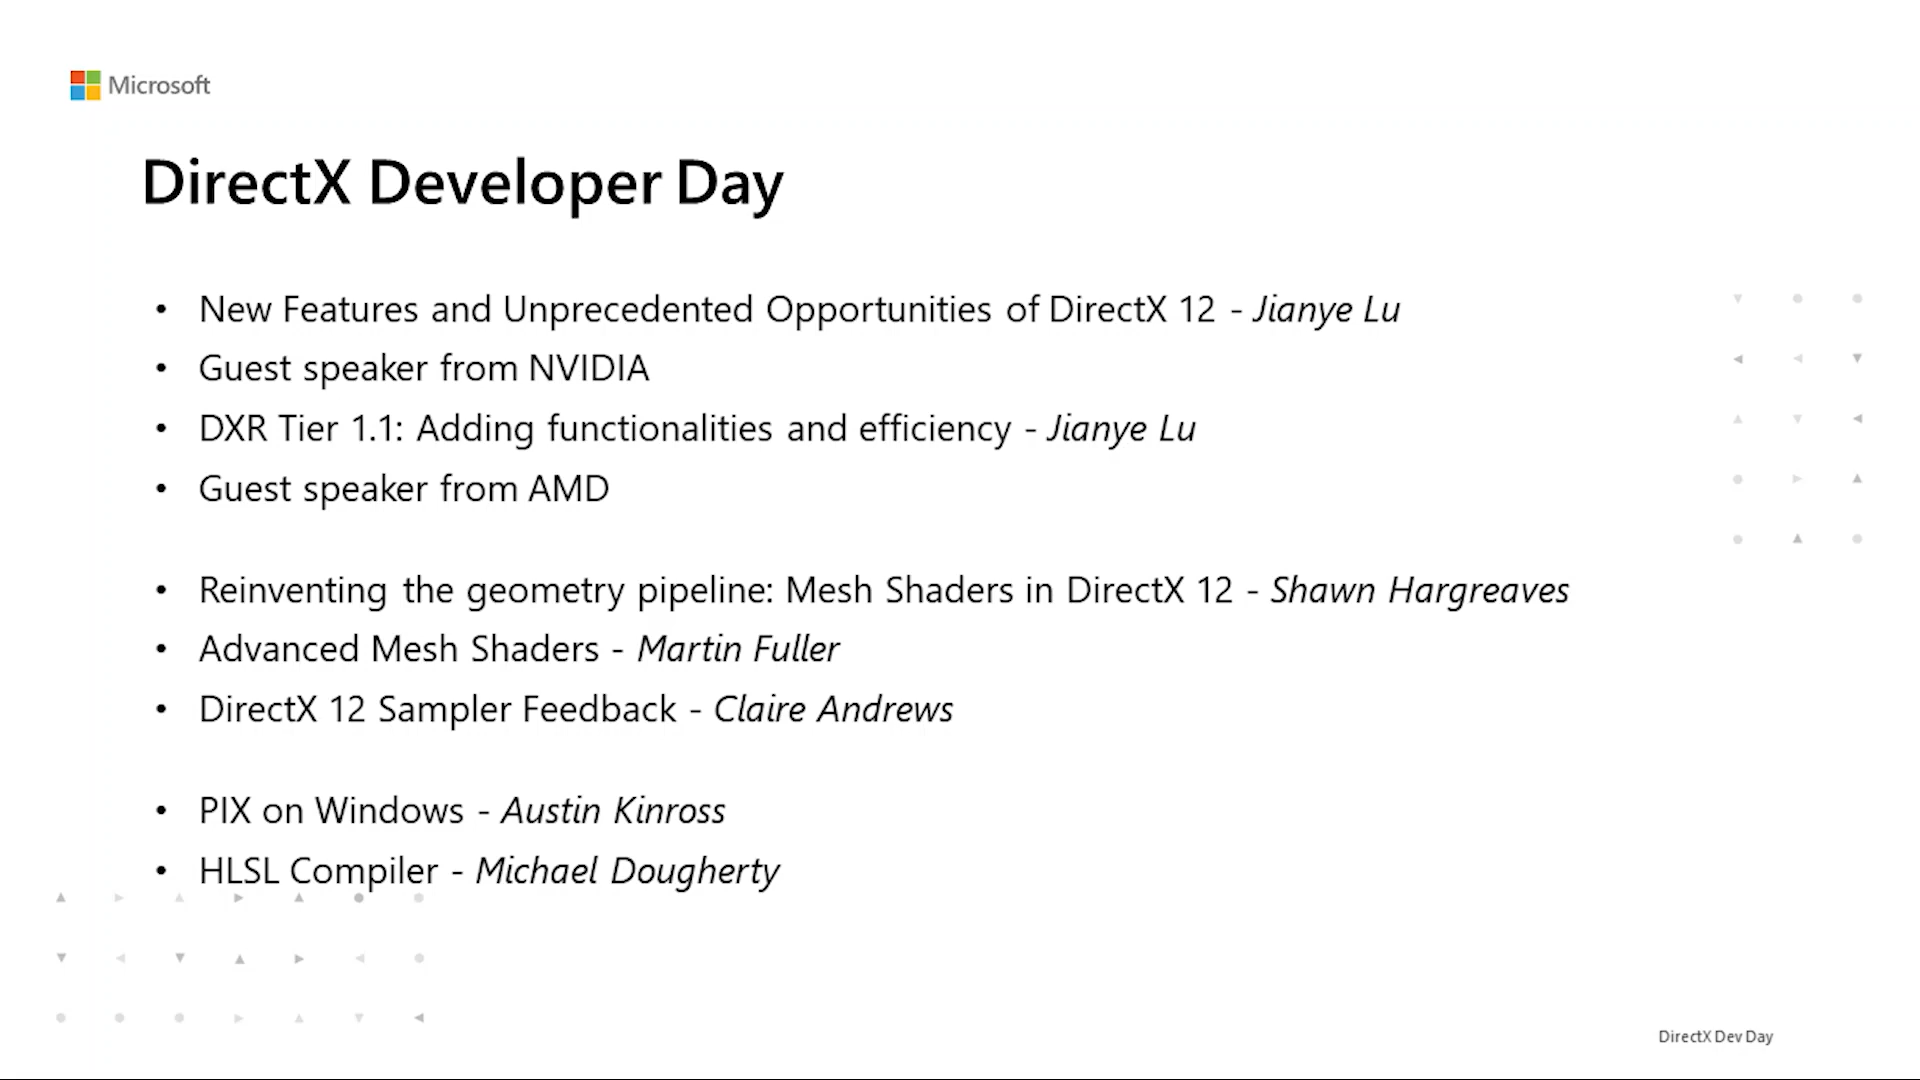 Microsoft
DirectX Developer Day
• New Features and Unprecedented Opportunities of DirectX 12 - Jianye Lu
• Guest speaker from NVIDIA
• DXR Tier 1.1: Adding functionalities and efficiency - Jianye Lu
• Guest speaker from AMD
• Reinventing the geometry pipeline: Mesh Shaders in DirectX 12 - Shawn Hargreaves
• Advanced Mesh Shaders - Martin Fuller
• DirectX 12 Sampler Feedback - Claire Andrews
• PIX on Windows - Austin Kinross
• HLSL Compiler - Michael Dougherty
DirectX Dev Day